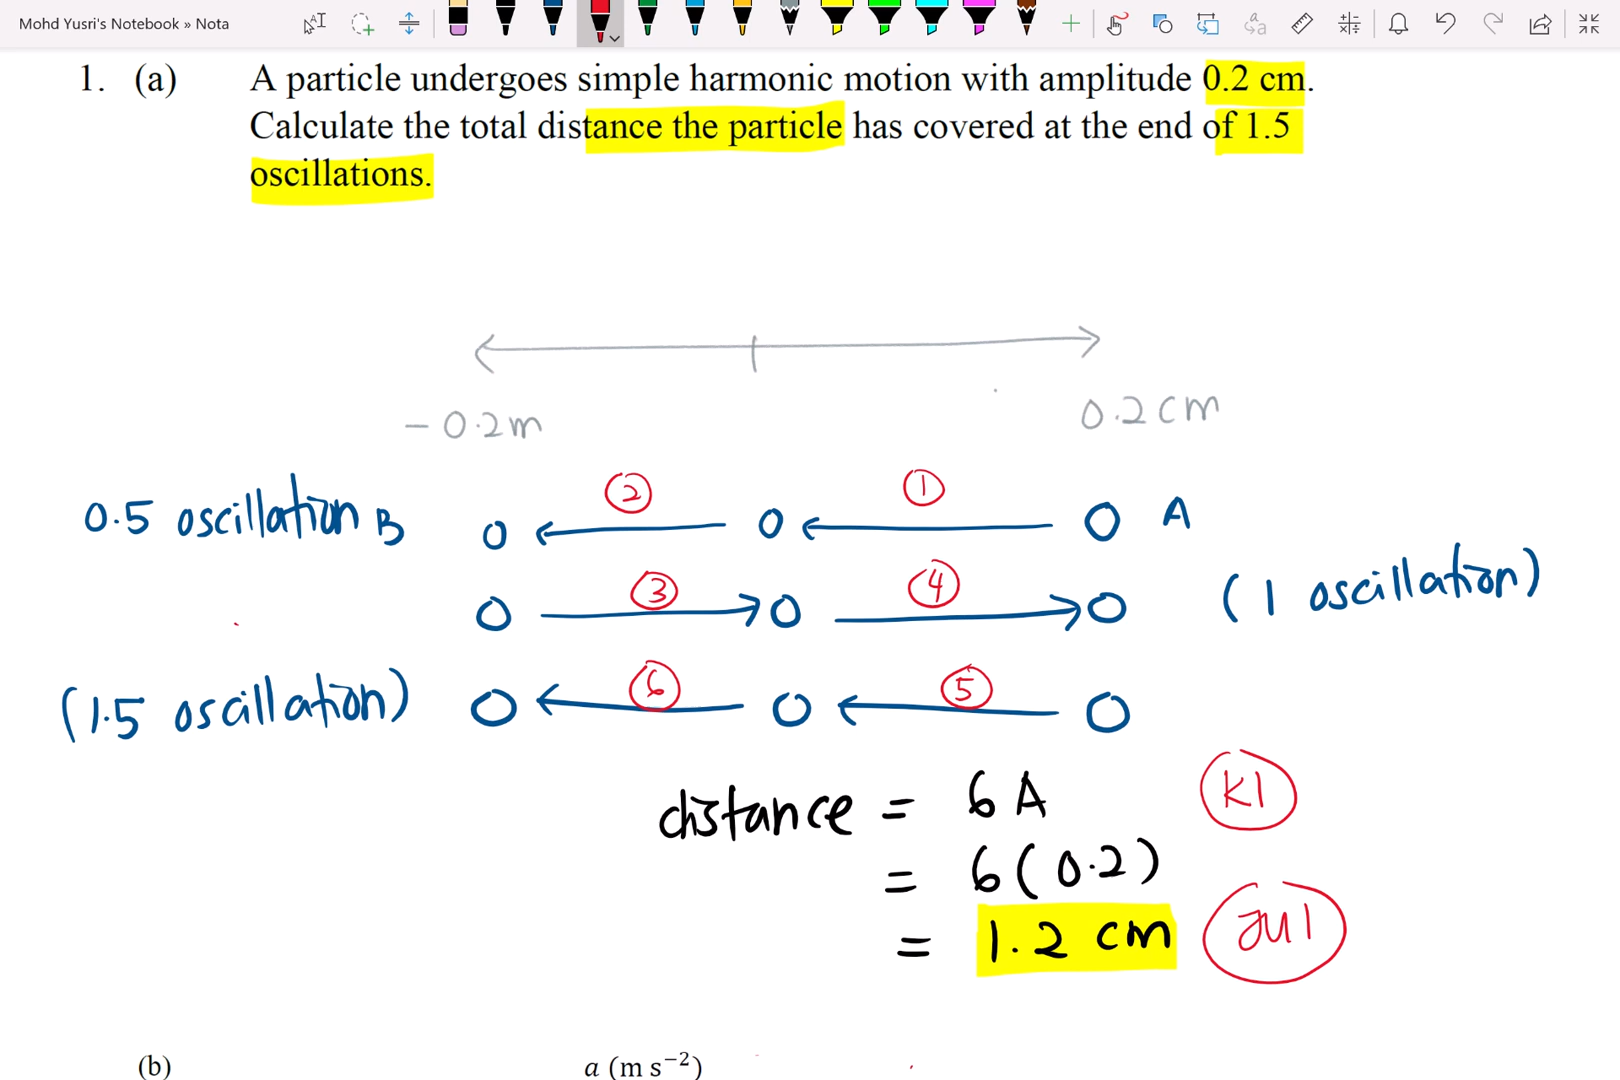 Mohd Yusri's Notebook » Nota
1. (a) A particle undergoes simple harmonic motion with amplitude 0.2 cm.
Calculate the total distance the particle has covered at the end of 1.5
oscillations.
- 0.2m 0.2cm
② ①
0.5 oscillation B A
③ ④
(1 oscillation)
⑥ ⑤
(1.5 oscillation)
distance = 6A K1
= 6(0.2)
= 1.2 cm JU1
(b) a (m s⁻²)